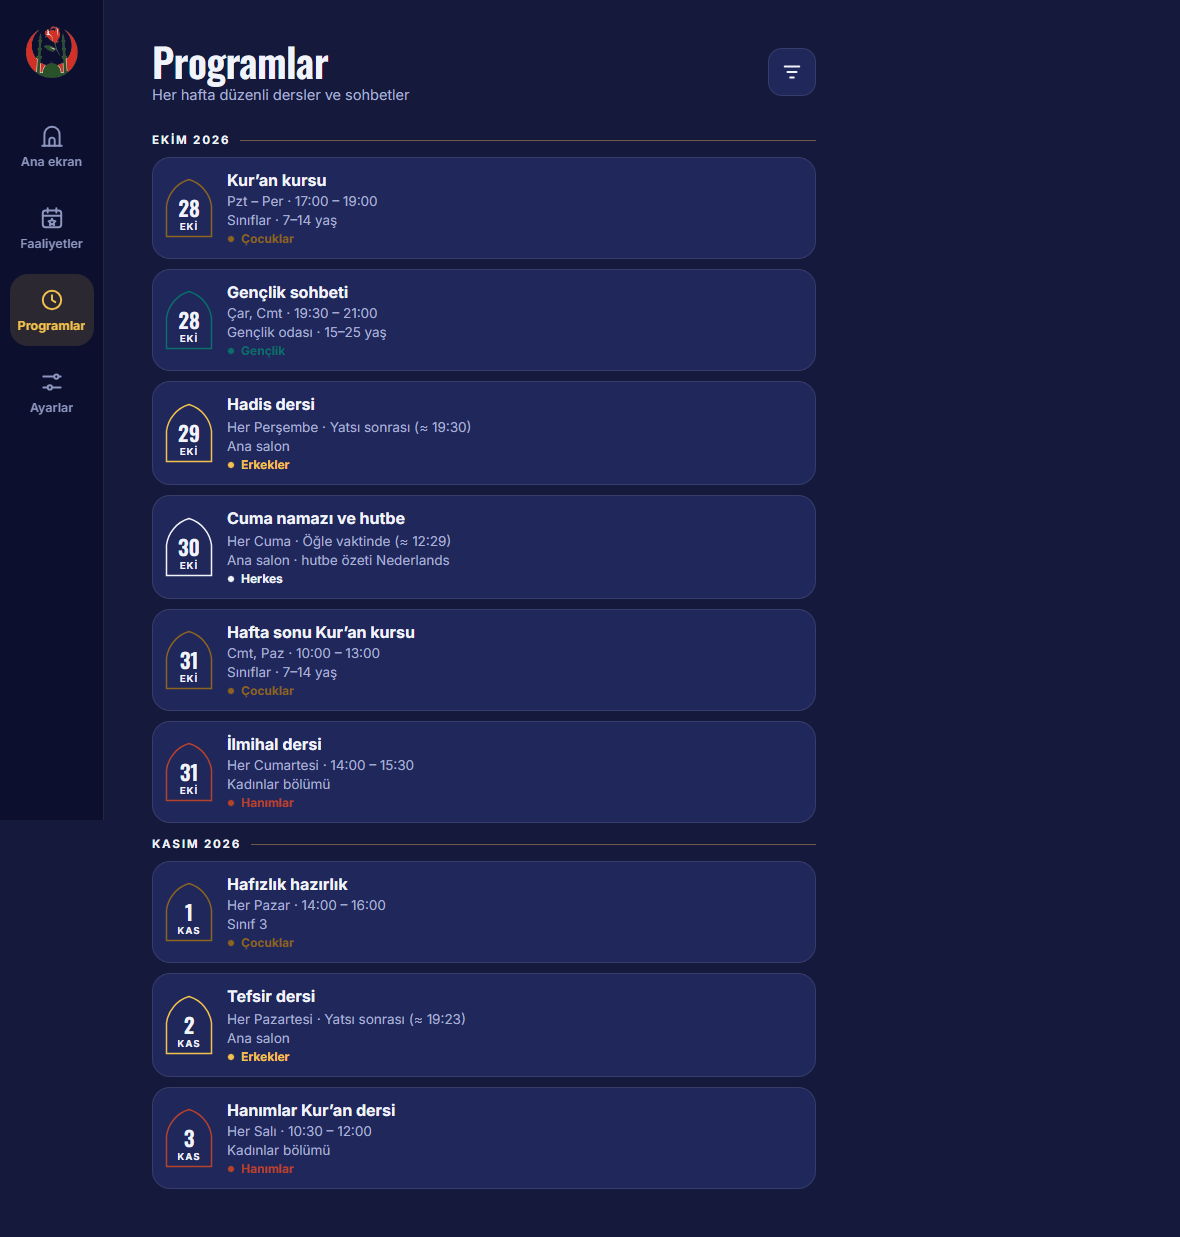 Programlar
Her hafta düzenli dersler ve sohbetler
Ana ekran
Faaliyetler
Programlar
Ayarlar
EKİM 2026
28
EKİ
Kur’an kursu
Pzt – Per · 17:00 – 19:00
Sınıflar · 7–14 yaş
Çocuklar
28
EKİ
Gençlik sohbeti
Çar, Cmt · 19:30 – 21:00
Gençlik odası · 15–25 yaş
Gençlik
29
EKİ
Hadis dersi
Her Perşembe · Yatsı sonrası (≈ 19:30)
Ana salon
Erkekler
30
EKİ
Cuma namazı ve hutbe
Her Cuma · Öğle vaktinde (≈ 12:29)
Ana salon · hutbe özeti Nederlands
Herkes
31
EKİ
Hafta sonu Kur’an kursu
Cmt, Paz · 10:00 – 13:00
Sınıflar · 7–14 yaş
Çocuklar
31
EKİ
İlmihal dersi
Her Cumartesi · 14:00 – 15:30
Kadınlar bölümü
Hanımlar
KASIM 2026
1
KAS
Hafızlık hazırlık
Her Pazar · 14:00 – 16:00
Sınıf 3
Çocuklar
2
KAS
Tefsir dersi
Her Pazartesi · Yatsı sonrası (≈ 19:23)
Ana salon
Erkekler
3
KAS
Hanımlar Kur’an dersi
Her Salı · 10:30 – 12:00
Kadınlar bölümü
Hanımlar